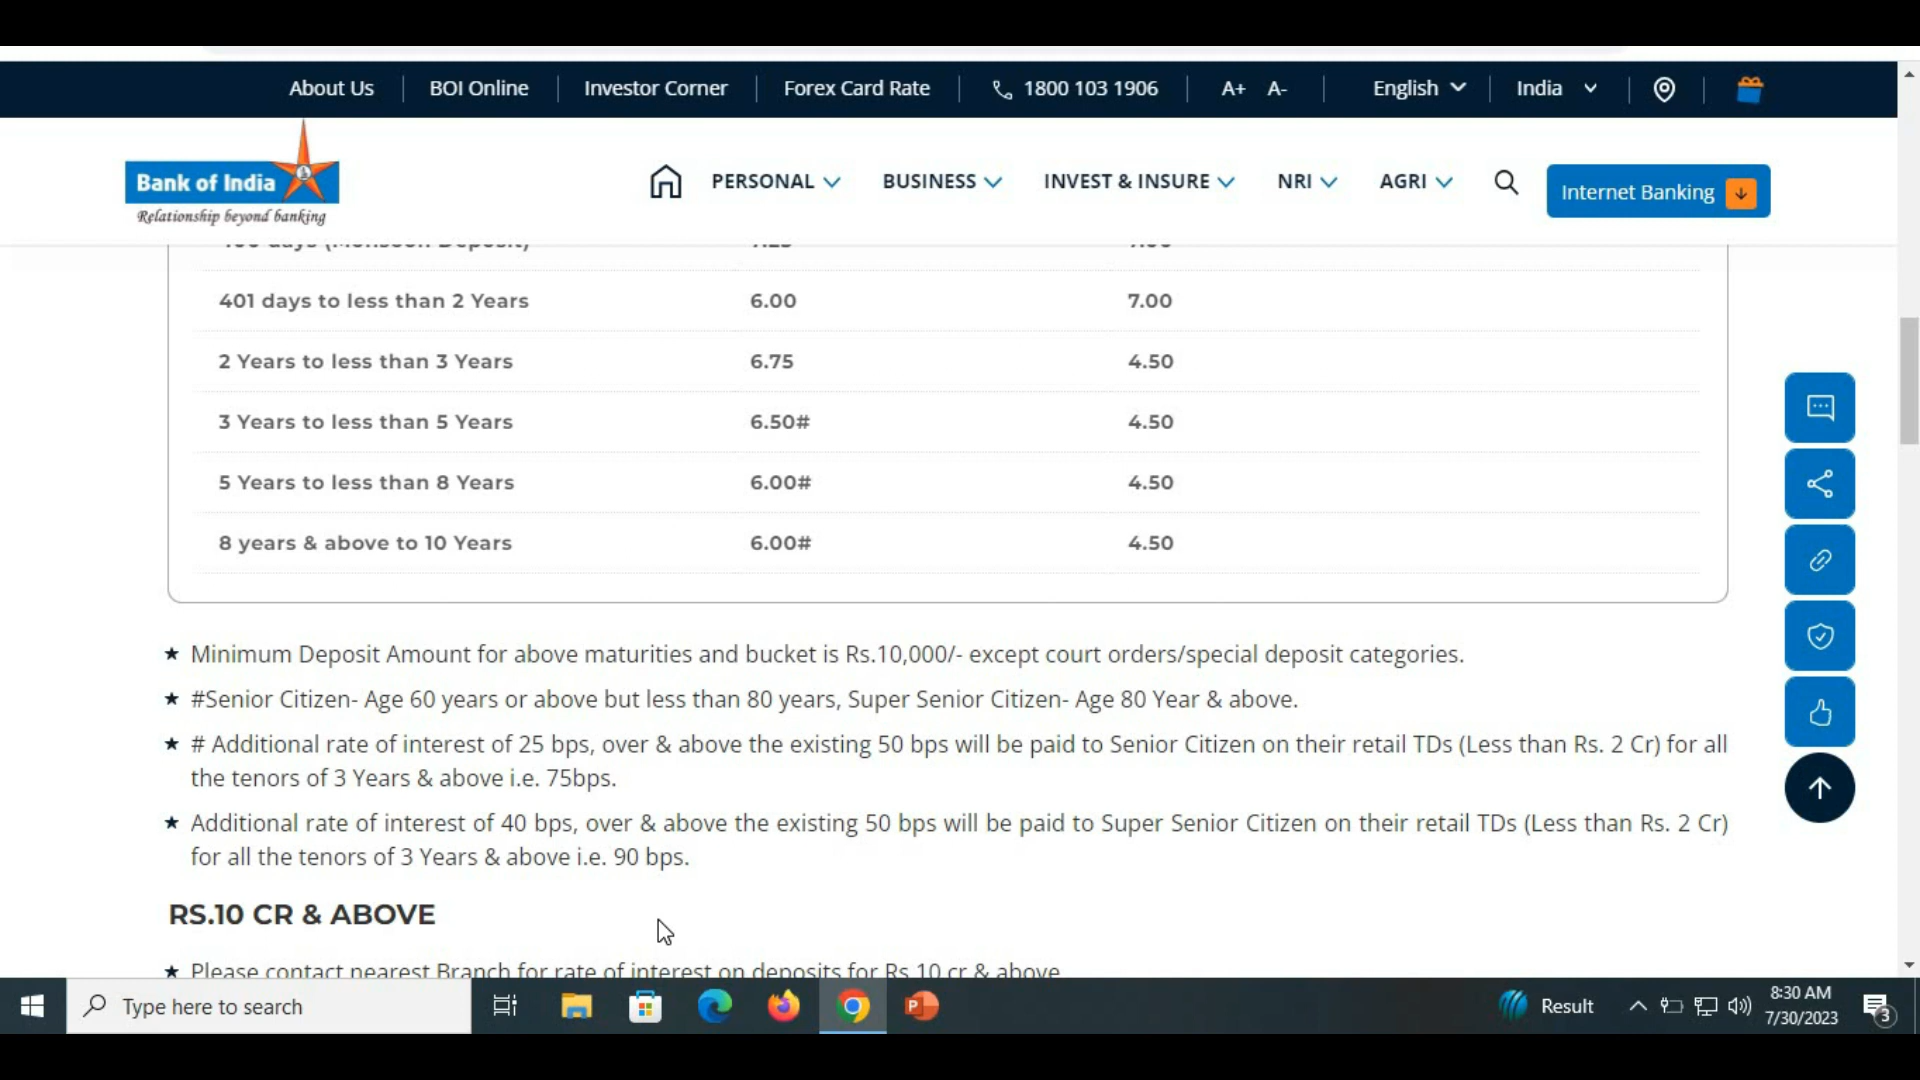 About Us BOI Online Investor Corner Forex Card Rate 1800 103 1906 A+ A- English India
Bank of India
Relationship beyond banking
PERSONAL BUSINESS INVEST & INSURE NRI AGRI Internet Banking
days (Monsoon Deposit)
401 days to less than 2 Years 6.00 7.00
2 Years to less than 3 Years 6.75 4.50
3 Years to less than 5 Years 6.50# 4.50
5 Years to less than 8 Years 6.00# 4.50
8 years & above to 10 Years 6.00# 4.50
★ Minimum Deposit Amount for above maturities and bucket is Rs.10,000/- except court orders/special deposit categories.
★ #Senior Citizen- Age 60 years or above but less than 80 years, Super Senior Citizen- Age 80 Year & above.
★ # Additional rate of interest of 25 bps, over & above the existing 50 bps will be paid to Senior Citizen on their retail TDs (Less than Rs. 2 Cr) for all
the tenors of 3 Years & above i.e. 75bps.
★ Additional rate of interest of 40 bps, over & above the existing 50 bps will be paid to Super Senior Citizen on their retail TDs (Less than Rs. 2 Cr)
for all the tenors of 3 Years & above i.e. 90 bps.
RS.10 CR & ABOVE
★ Please contact nearest Branch for rate of interest on deposits for Rs.10 cr & above
Type here to search
Result
8:30 AM
7/30/2023
3